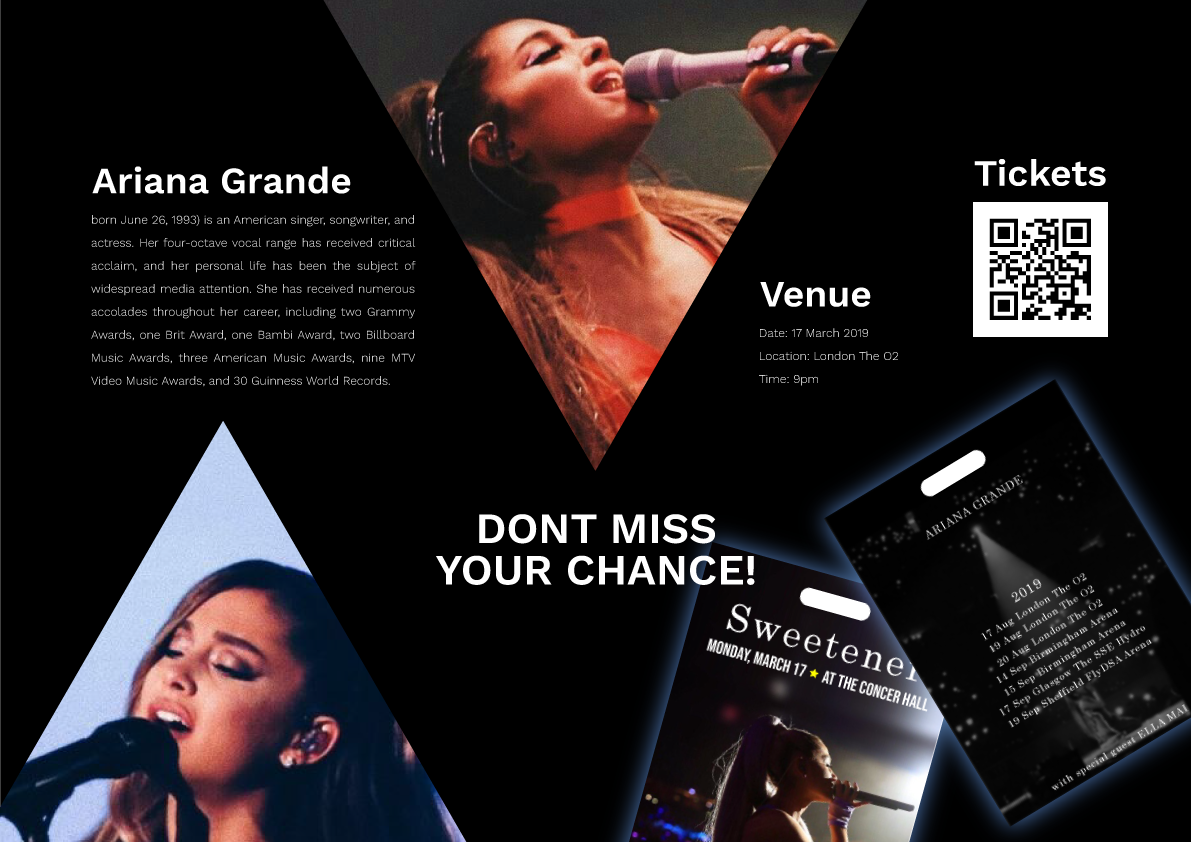 Ariana Grande
born June 26, 1993) is an American singer, songwriter, and
actress. Her four-octave vocal range has received critical
acclaim, and her personal life has been the subject of
widespread media attention. She has received numerous
accolades throughout her career, including two Grammy
Awards, one Brit Award, one Bambi Award, two Billboard
Music Awards, three American Music Awards, nine MTV
Video Music Awards, and 30 Guinness World Records.
Tickets
Venue
Date: 17 March 2019
Location: London The O2
Time: 9pm
DONT MISS
YOUR CHANCE!
Sweetener
MONDAY, MARCH 17 ★ AT THE CONCER HALL
ARIANA GRANDE
2019
17 Aug London The O2
19 Aug London The O2
20 Aug London The O2
14 Sep Birmingham Arena
15 Sep Birmingham Arena
17 Sep Glasgow The SSE Hydro
19 Sep Sheffield FlyDSA Arena
with special guest ELLA MAI